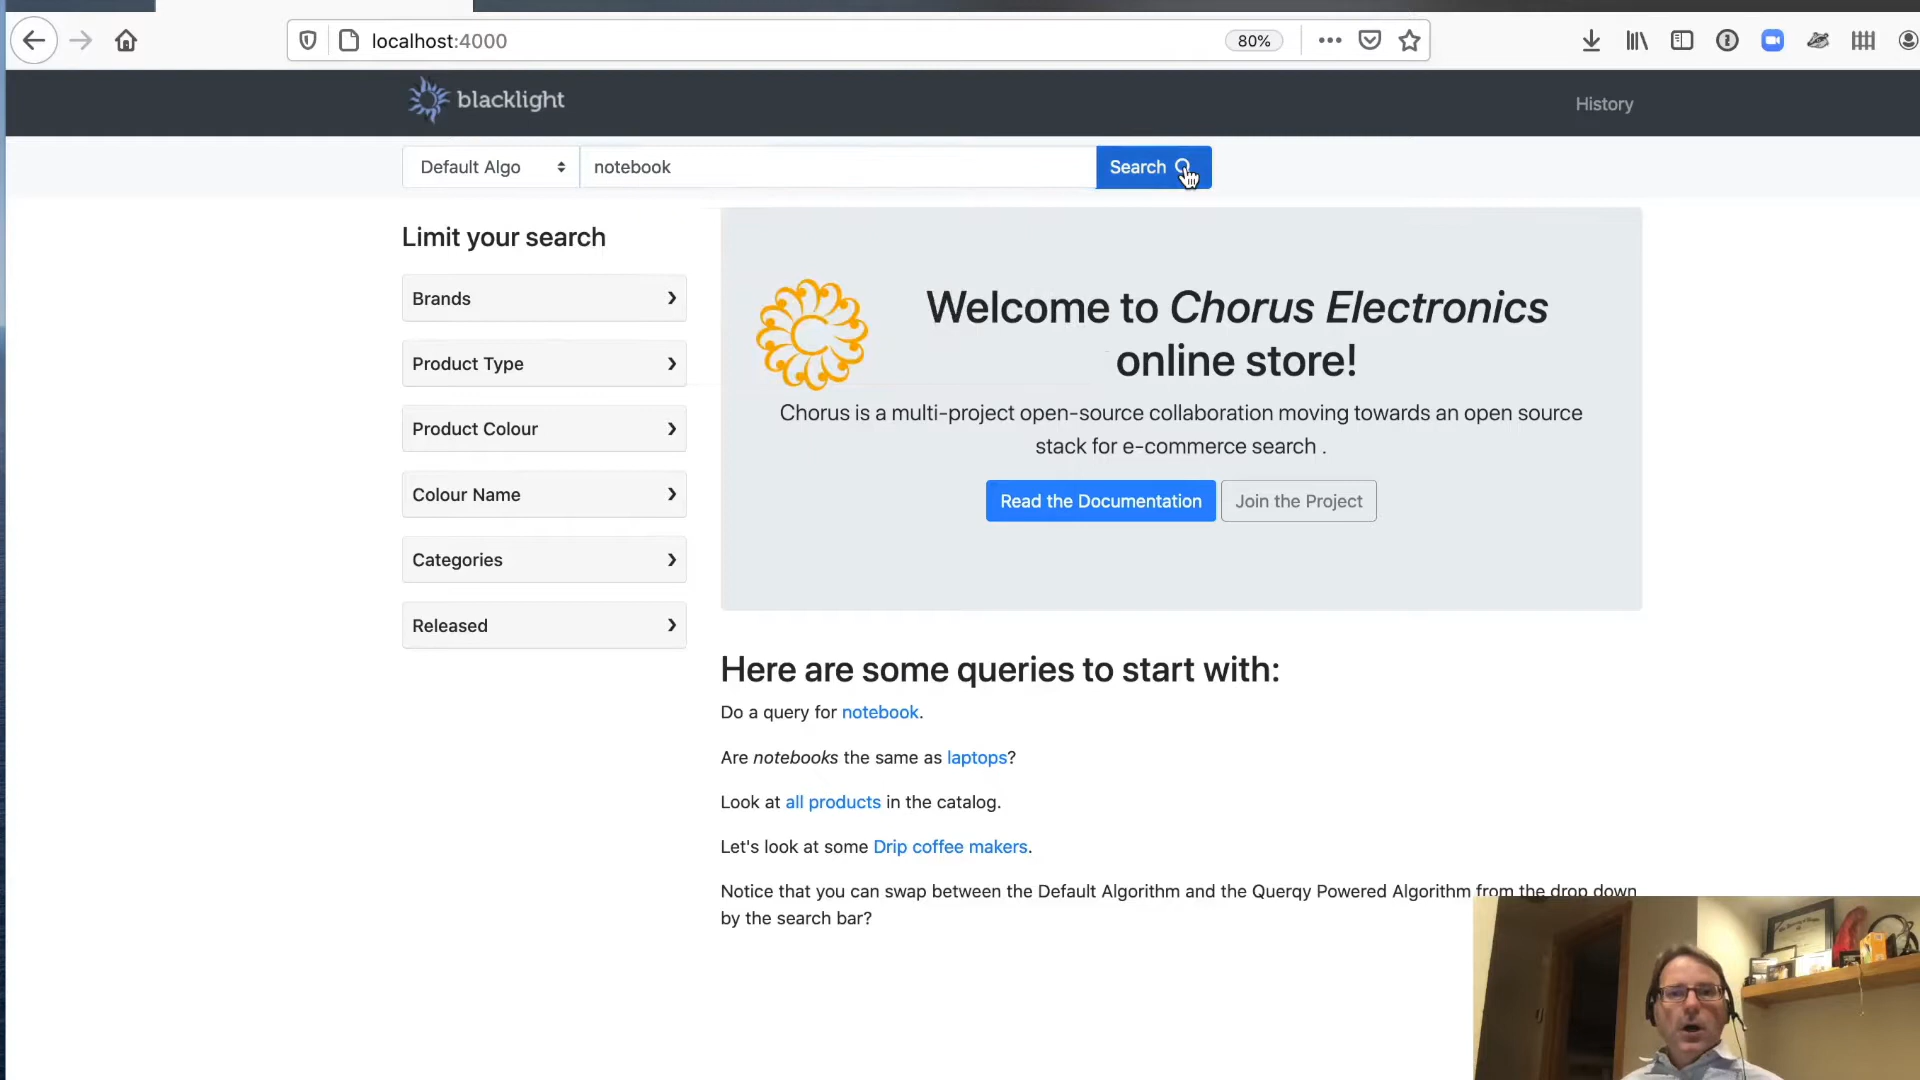 localhost:4000
80%
blacklight
History
Default Algo
notebook
Search
Limit your search
Brands
Product Type
Product Colour
Colour Name
Categories
Released
Welcome to Chorus Electronics
online store!
Chorus is a multi-project open-source collaboration moving towards an open source
stack for e-commerce search .
Read the Documentation
Join the Project
Here are some queries to start with:
Do a query for notebook.
Are notebooks the same as laptops?
Look at all products in the catalog.
Let's look at some Drip coffee makers.
Notice that you can swap between the Default Algorithm and the Querqy Powered Algorithm from the drop down
by the search bar?